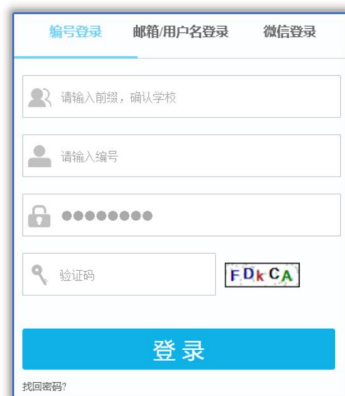 编号登录 邮箱/用户名登录 微信登录
请输入前缀，确认学校
请输入编号
验证码 FDkCA
登录
找回密码?